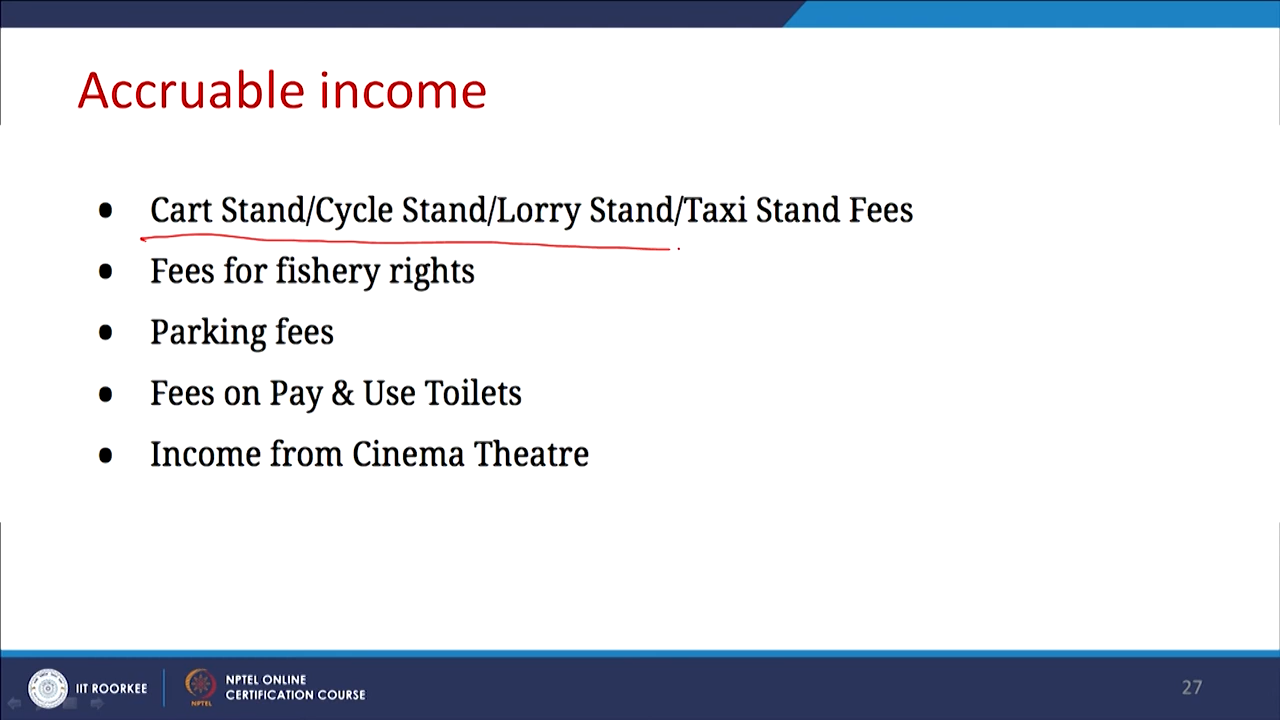 Accruable income
• Cart Stand/Cycle Stand/Lorry Stand/Taxi Stand Fees
• Fees for fishery rights
• Parking fees
• Fees on Pay & Use Toilets
• Income from Cinema Theatre
IIT ROORKEE
NPTEL
NPTEL ONLINE
CERTIFICATION COURSE
27